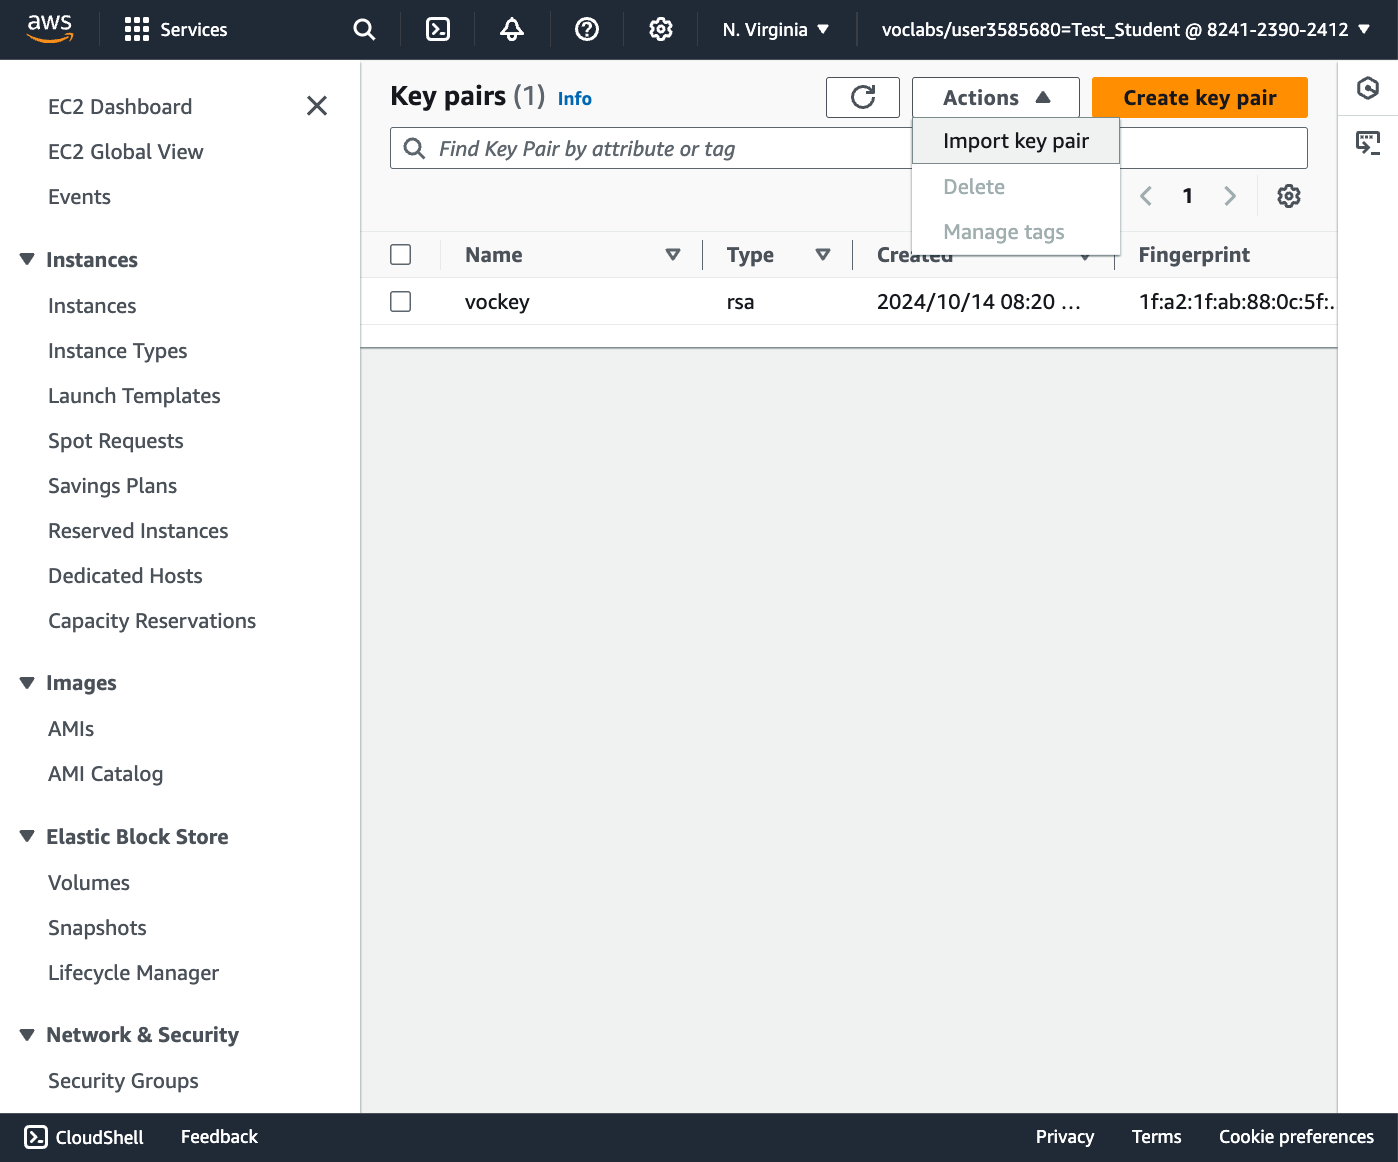 aws
Services
N. Virginia
voclabs/user3585680=Test_Student @ 8241-2390-2412
EC2 Dashboard
EC2 Global View
Events
Instances
Instances
Instance Types
Launch Templates
Spot Requests
Savings Plans
Reserved Instances
Dedicated Hosts
Capacity Reservations
Images
AMIs
AMI Catalog
Elastic Block Store
Volumes
Snapshots
Lifecycle Manager
Network & Security
Security Groups
Key pairs (1) Info
Actions
Create key pair
Find Key Pair by attribute or tag
Import key pair
Delete
Manage tags
1
Name Type Created Fingerprint
vockey rsa 2024/10/14 08:20 ... 1f:a2:1f:ab:88:0c:5f:..
CloudShell Feedback Privacy Terms Cookie preferences